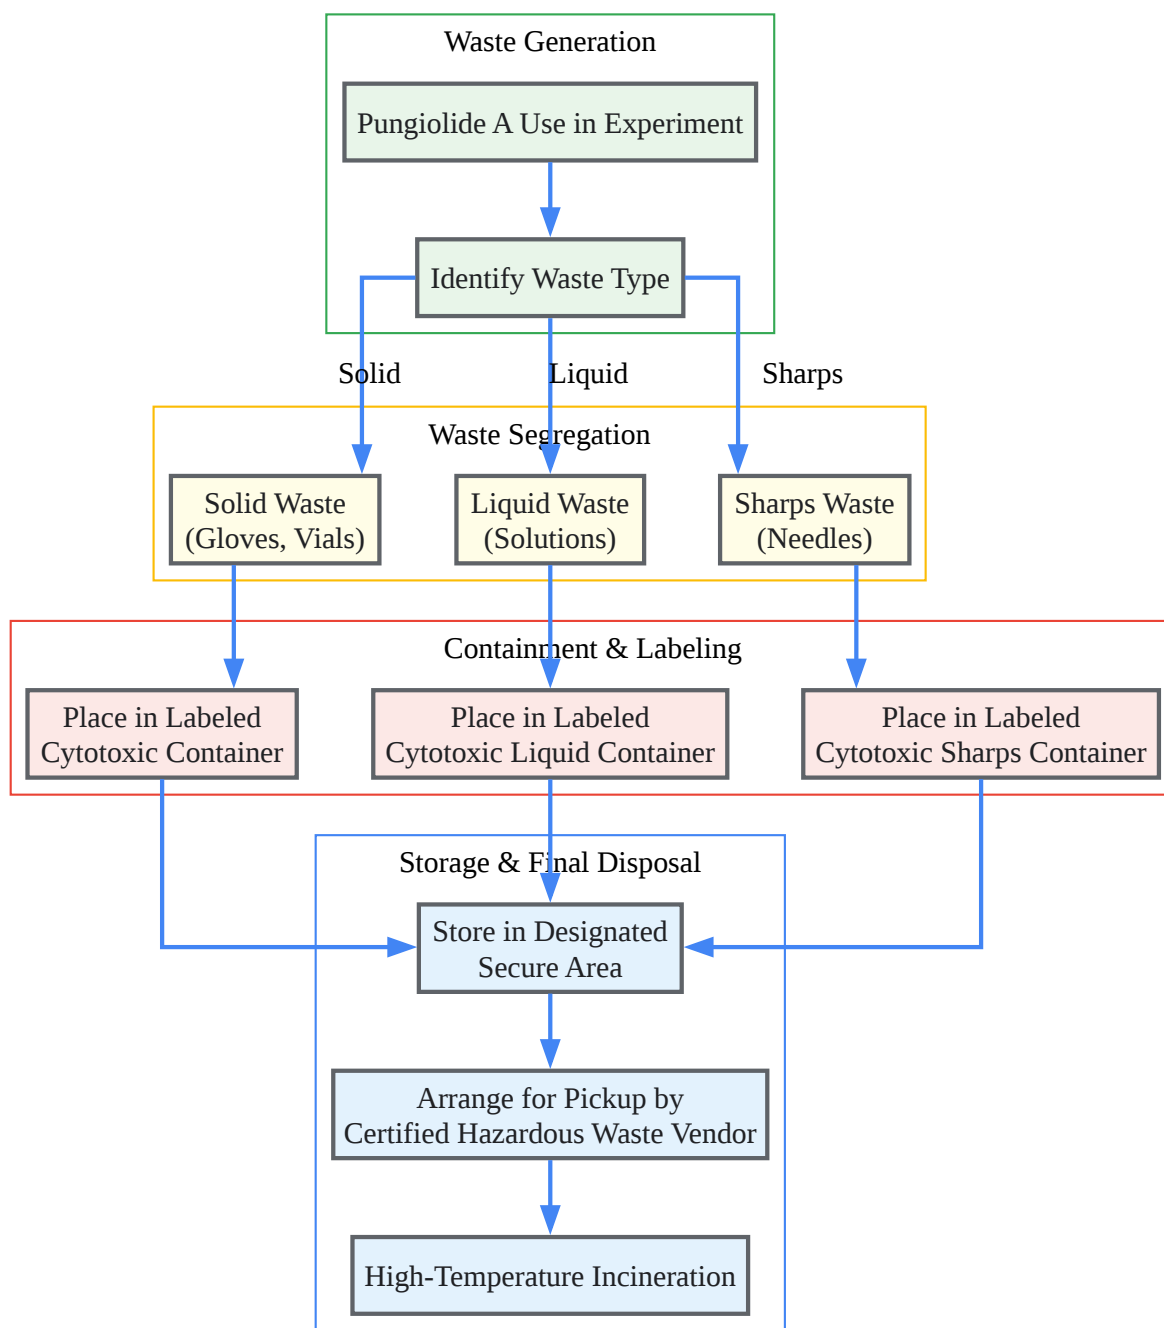 Waste Generation
Pungiolide A Use in Experiment
Identify Waste Type
Solid
Liquid
Sharps
Waste Segregation
Solid Waste
(Gloves, Vials)
Liquid Waste
(Solutions)
Sharps Waste
(Needles)
Containment & Labeling
Place in Labeled
Cytotoxic Container
Place in Labeled
Cytotoxic Liquid Container
Place in Labeled
Cytotoxic Sharps Container
Storage & Final Disposal
Store in Designated
Secure Area
Arrange for Pickup by
Certified Hazardous Waste Vendor
High-Temperature Incineration